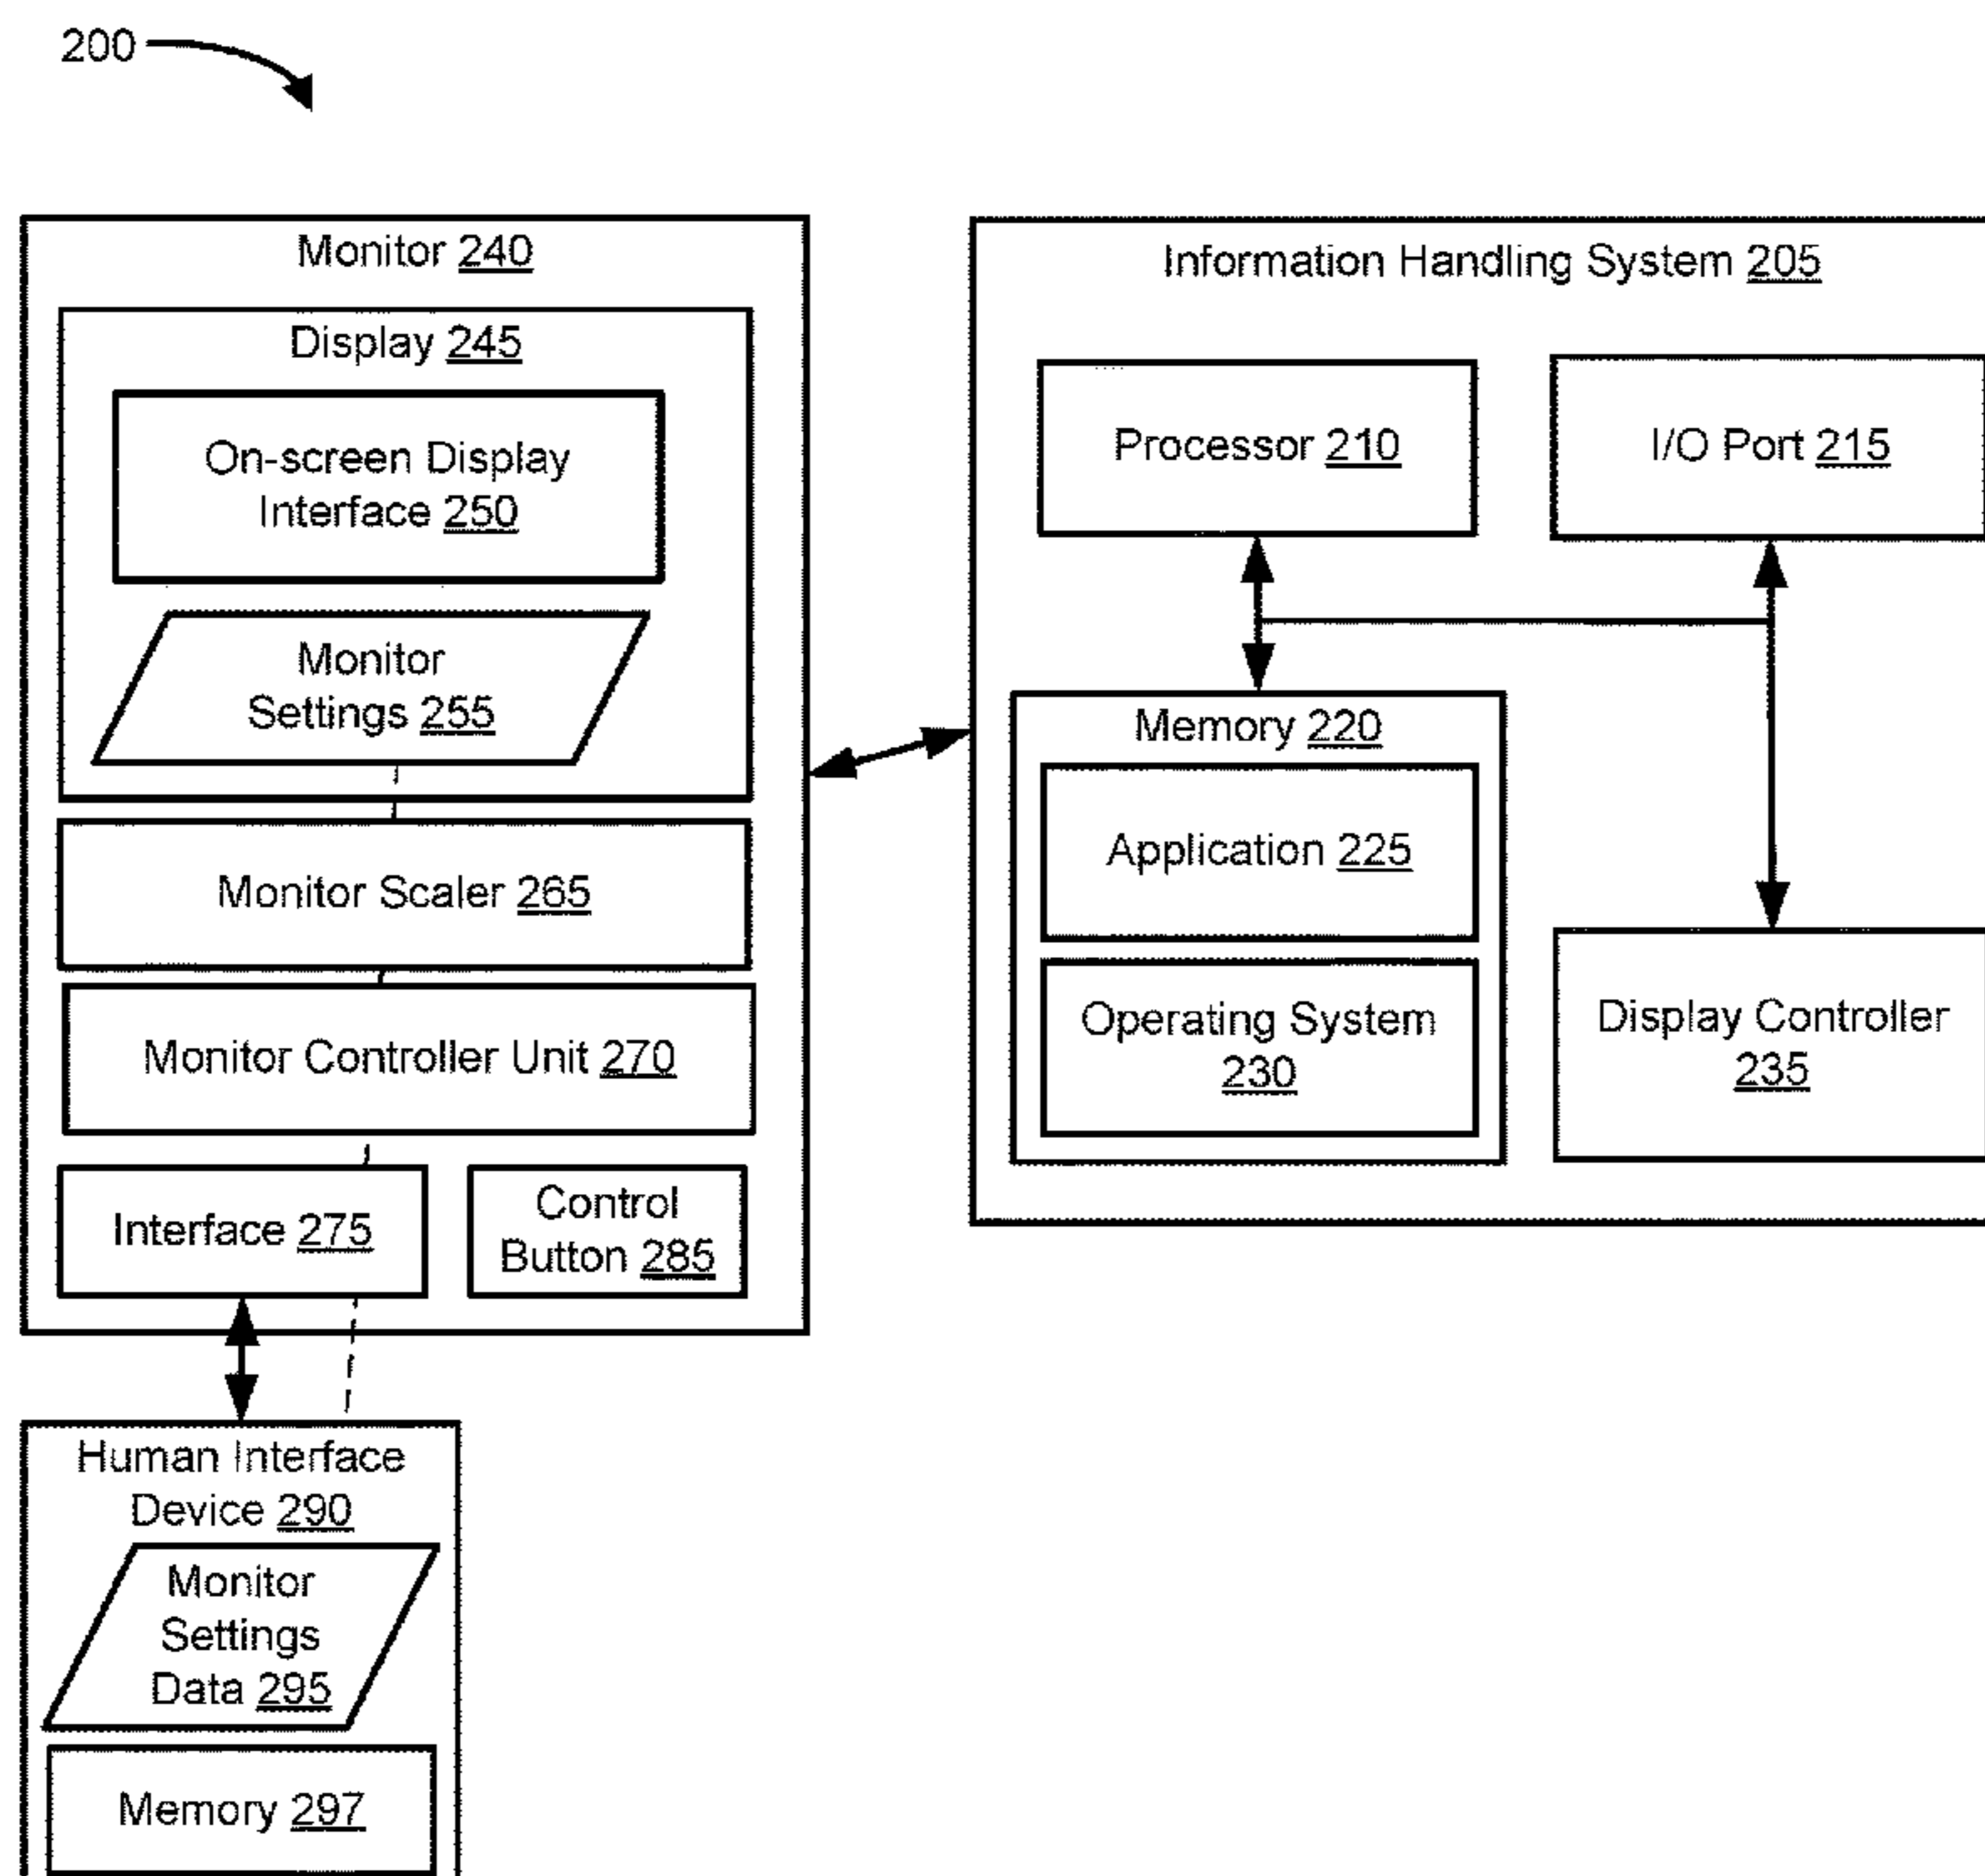 200
Monitor 240
Display 245
On-screen Display
Interface 250
Monitor
Settings 255
Monitor Scaler 265
Monitor Controller Unit 270
Interface 275
Control
Button 285
Human Interface
Device 290
Monitor
Settings
Data 295
Memory 297
Information Handling System 205
Processor 210
I/O Port 215
Memory 220
Application 225
Operating System
230
Display Controller
235